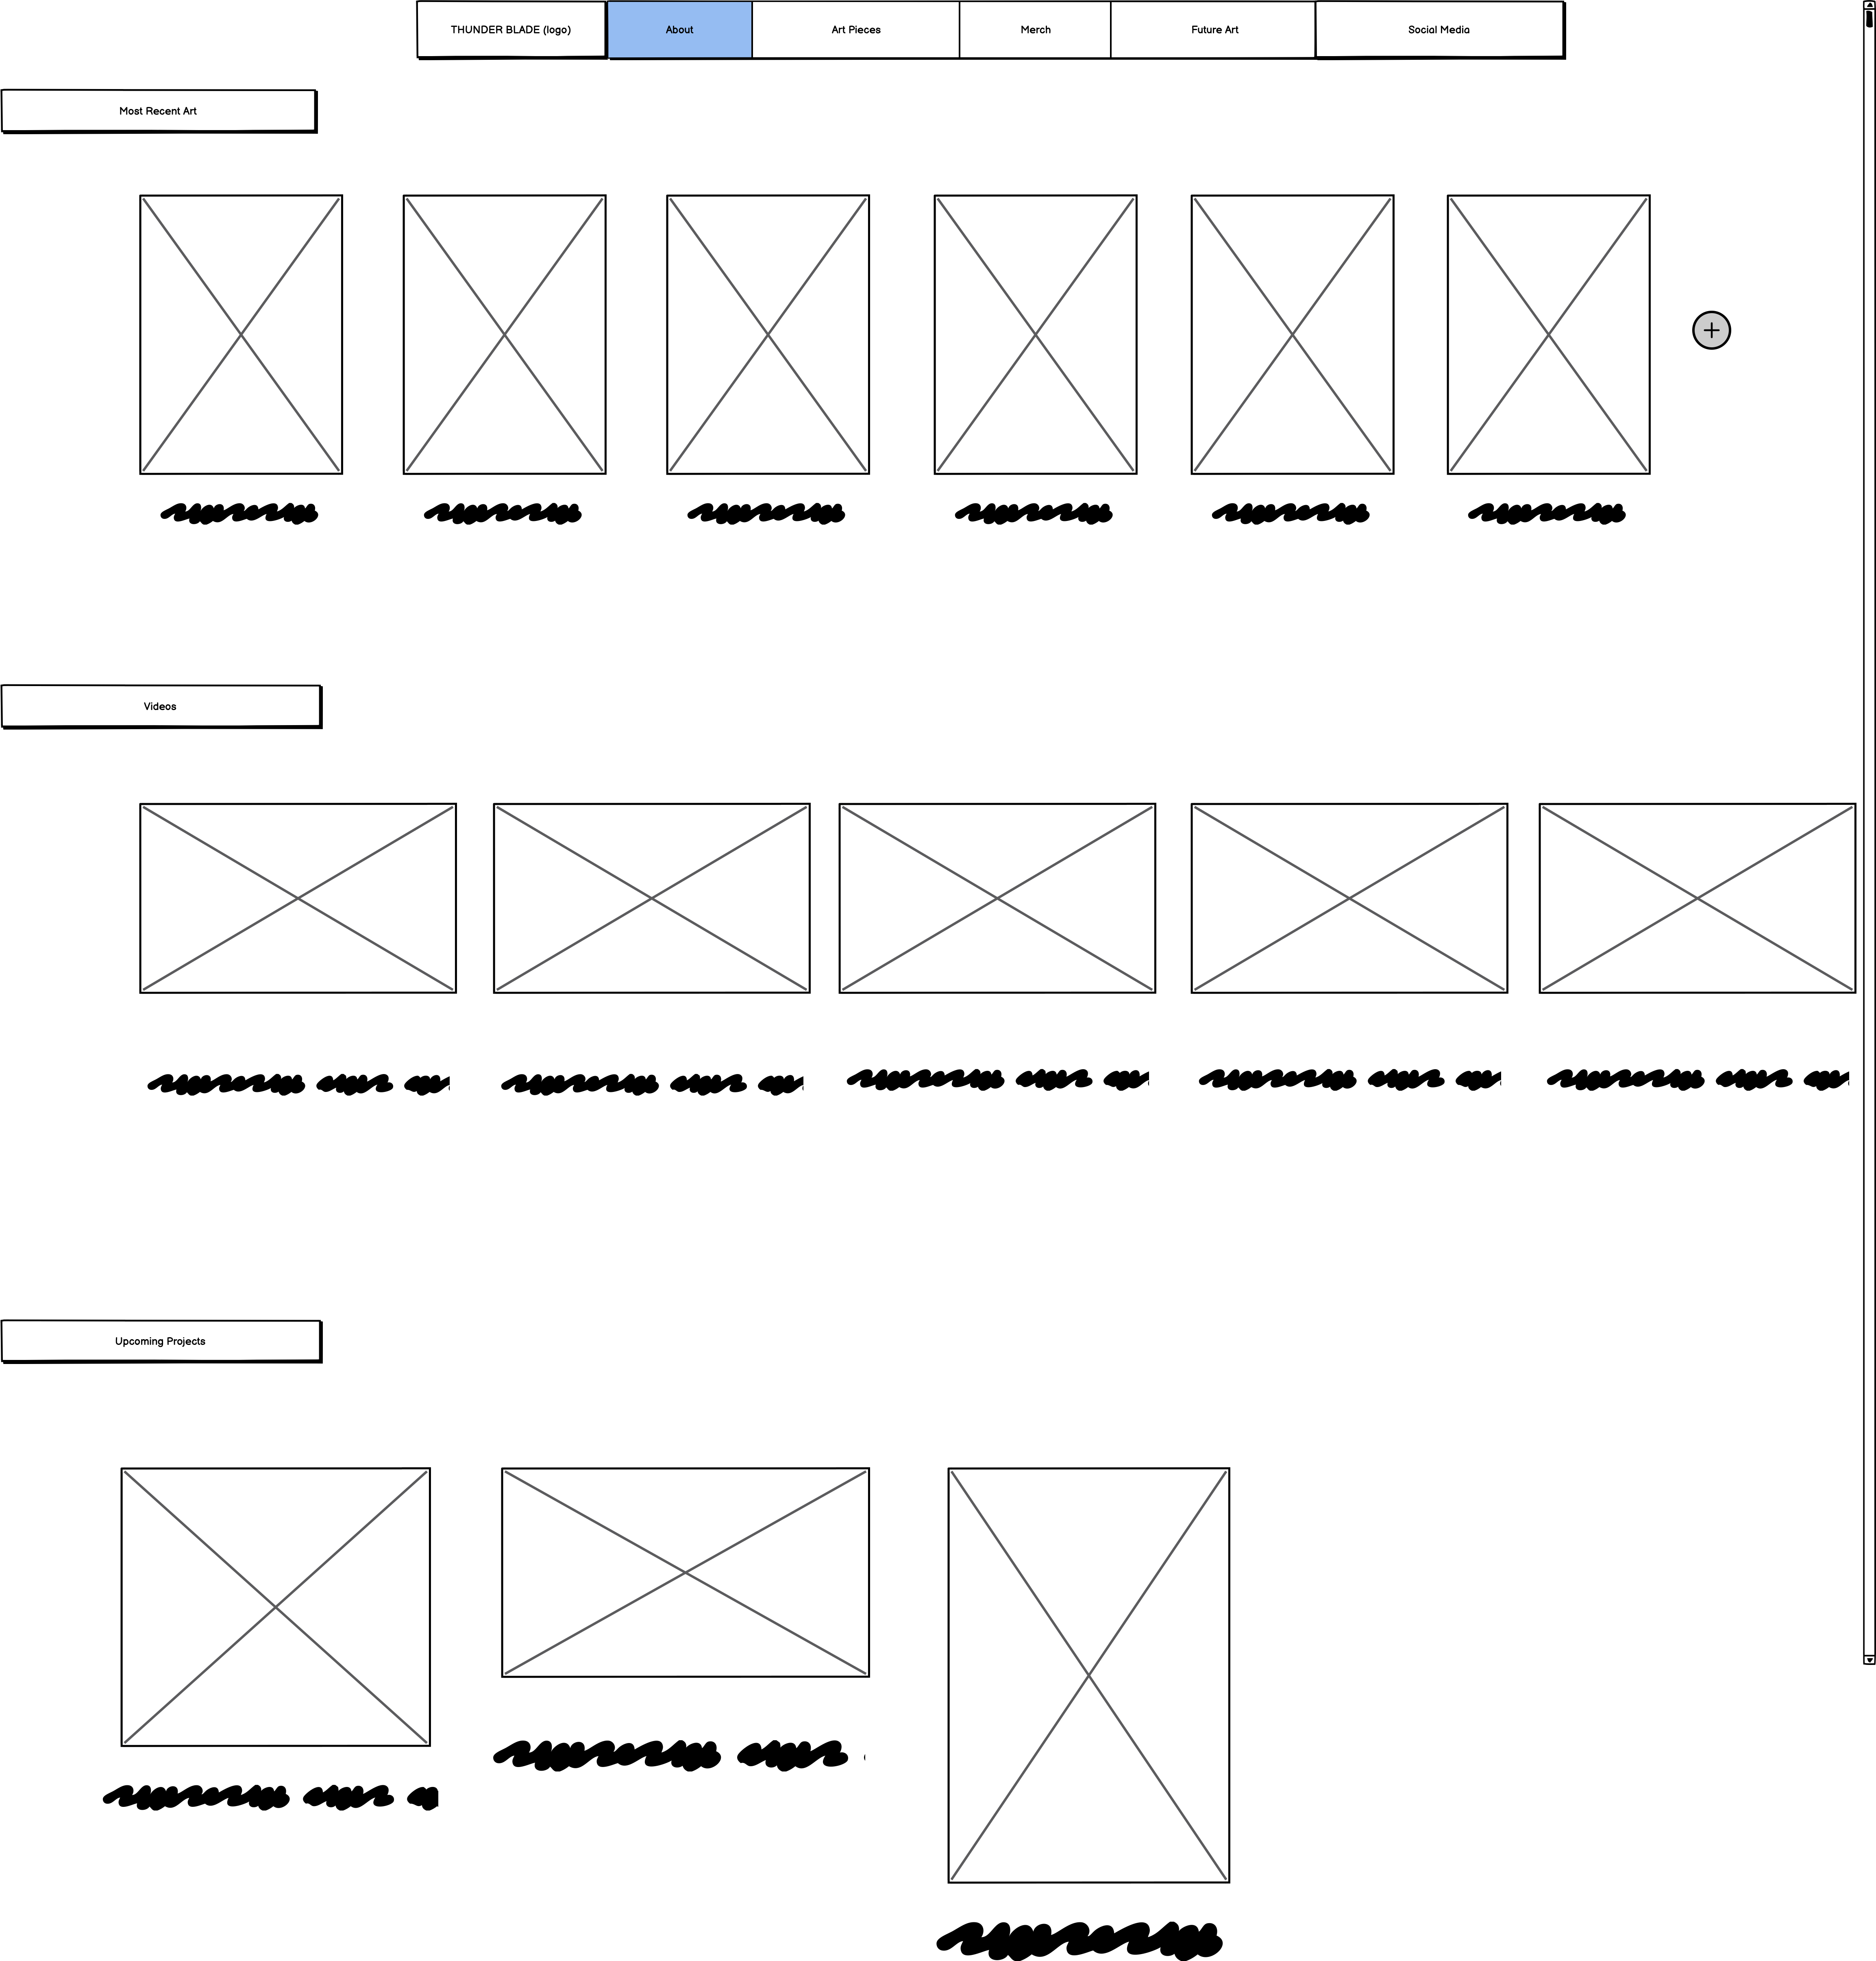 THUNDER BLADE (logo) About Art Pieces Merch Future Art Social Media
Most Recent Art
Videos
Upcoming Projects